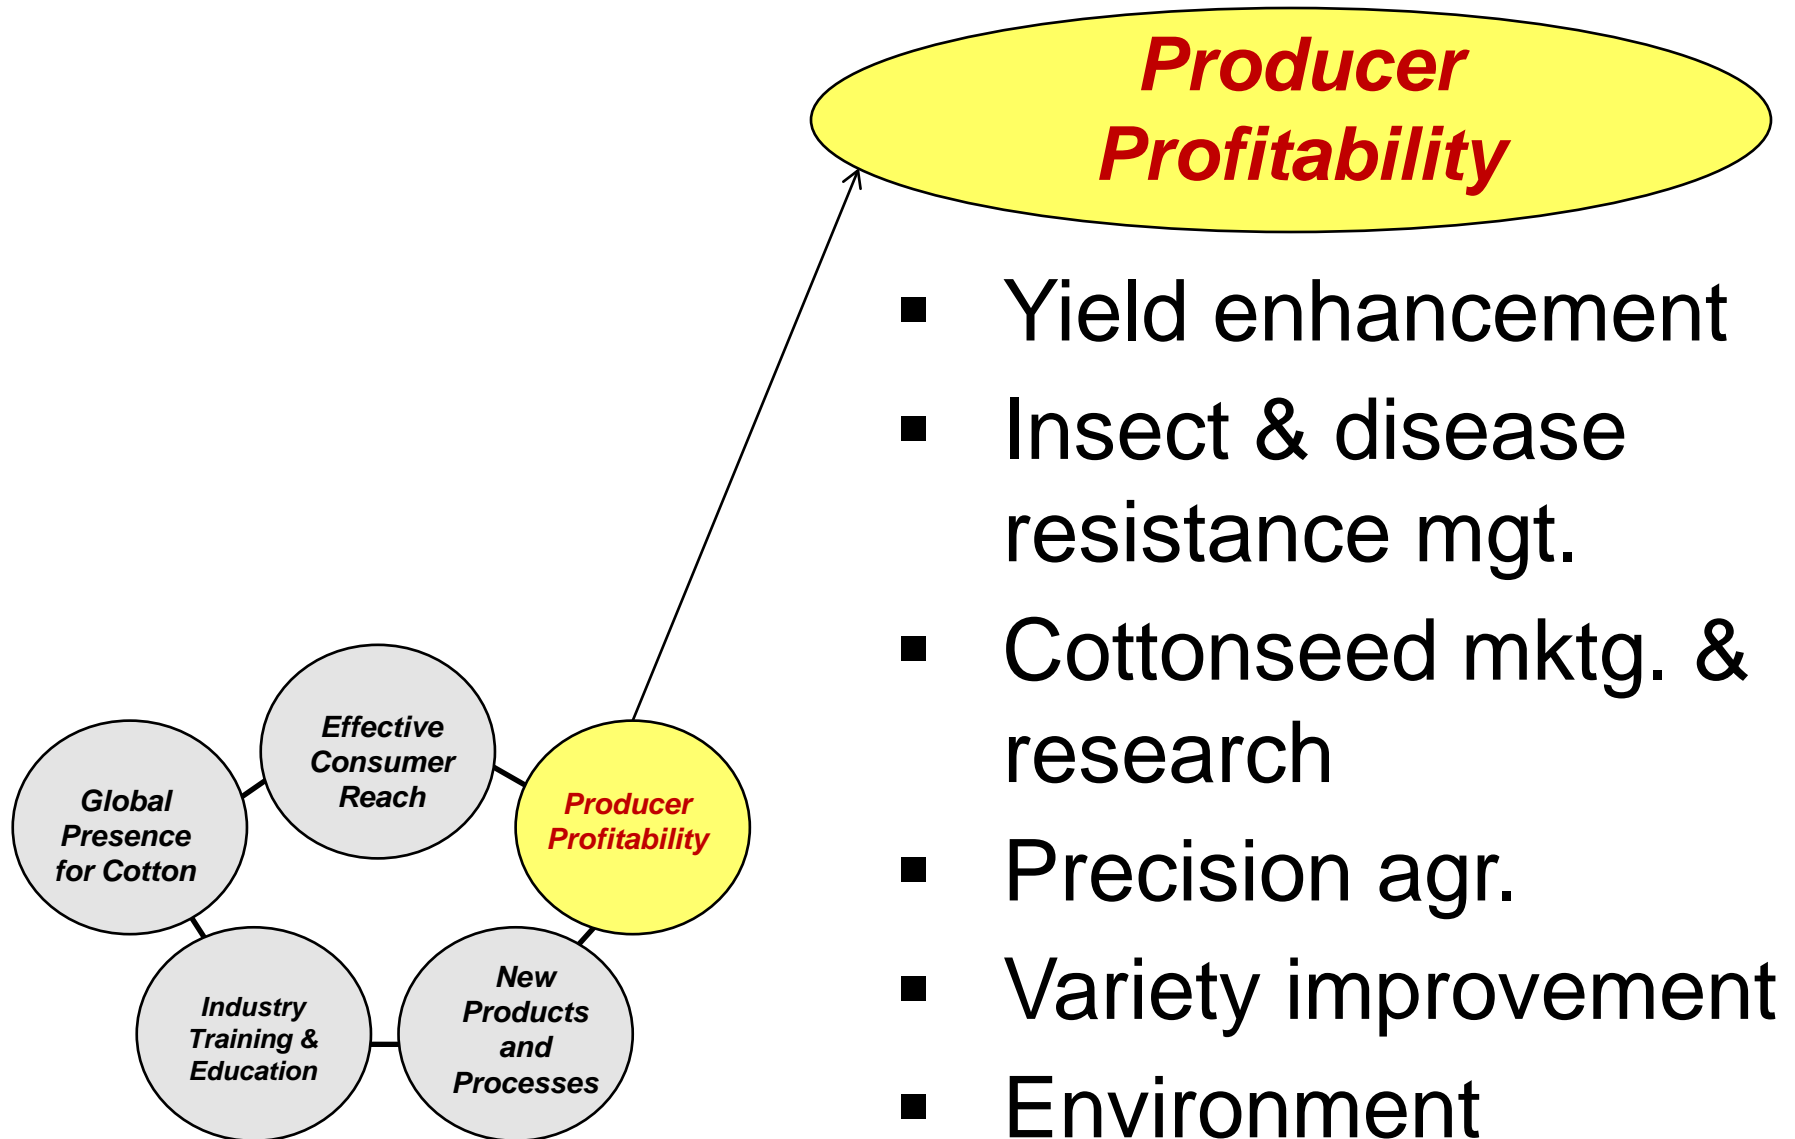 Producer
Profitability
▪ Yield enhancement
▪ Insect & disease
resistance mgt.
▪ Cottonseed mktg. &
research
▪ Precision agr.
▪ Variety improvement
▪ Environment
Effective
Consumer
Reach
Global
Presence
for Cotton
Producer
Profitability
Industry
Training &
Education
New
Products
and
Processes